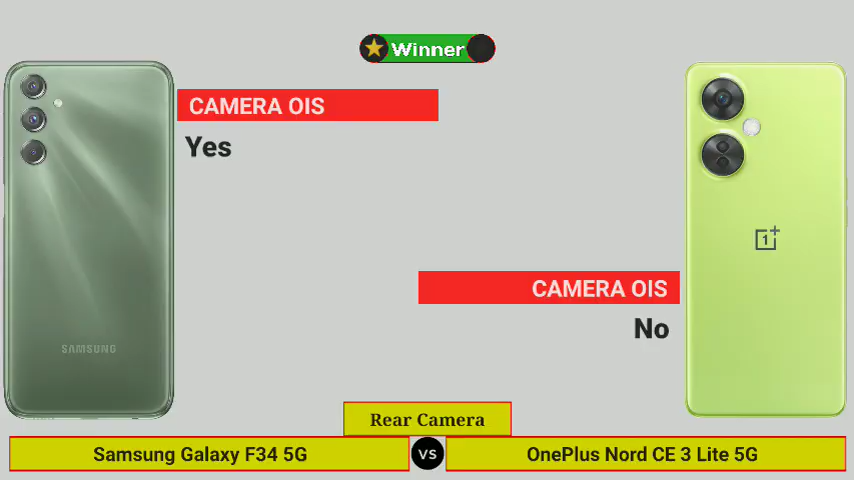 Winner
CAMERA OIS
Yes
CAMERA OIS
No
SAMSUNG
1+
Rear Camera
Samsung Galaxy F34 5G
VS
OnePlus Nord CE 3 Lite 5G